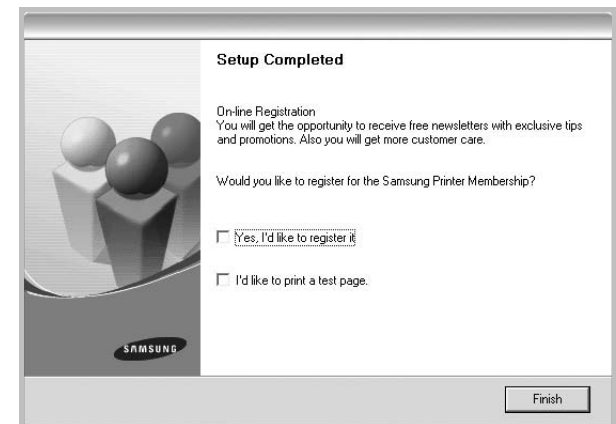 Setup Completed
On-line Registration
You will get the opportunity to receive free newsletters with exclusive tips
and promotions. Also you will get more customer care.
Would you like to register for the Samsung Printer Membership?
Yes, I'd like to register it
I'd like to print a test page.
SAMSUNG
Finish